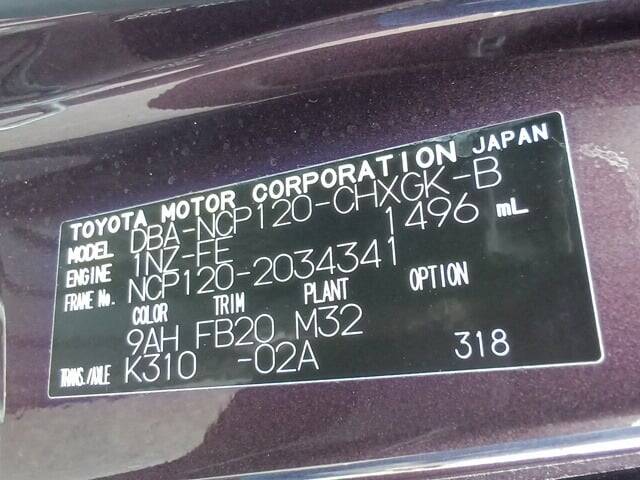 TOYOTA MOTOR CORPORATION JAPAN
MODEL DBA-NCP120-CHXGK-B
ENGINE 1NZ-FE 1496 mL
FRAME No. NCP120-2034341
COLOR TRIM PLANT OPTION
9AH FB20 M32
TRANS./AXLE K310 -02A 318